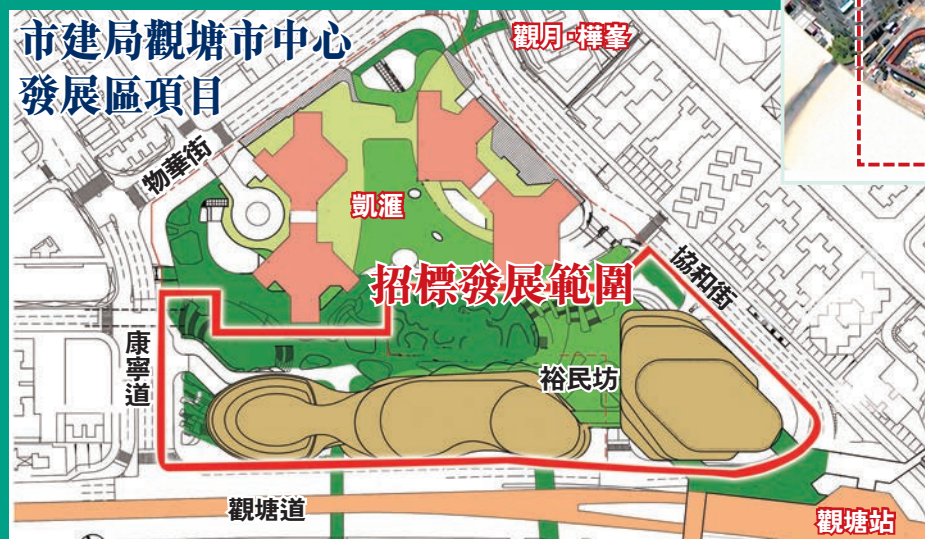 市建局觀塘市中心
發展區項目
觀月‧樺峯
物華街
凱滙
協和街
招標發展範圍
康寧道
裕民坊
觀塘道
觀塘站